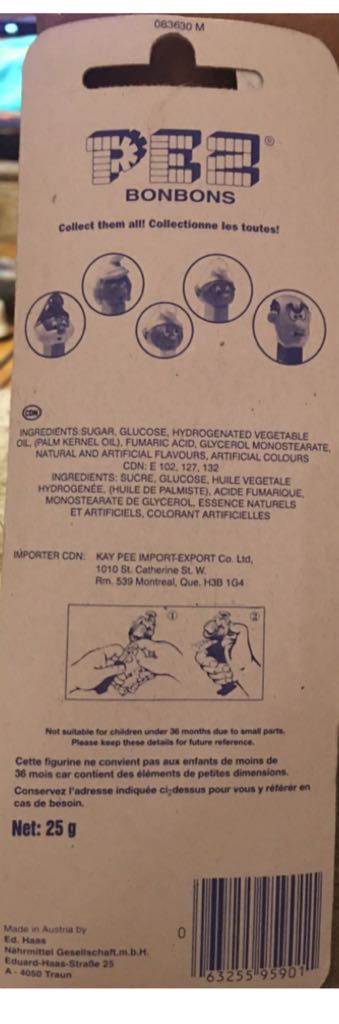 083630 M
PEZ®
BONBONS
Collect them all! Collectionne les toutes!
CDN
INGREDIENTS:SUGAR, GLUCOSE, HYDROGENATED VEGETABLE
OIL, (PALM KERNEL OIL), FUMARIC ACID, GLYCEROL MONOSTEARATE,
NATURAL AND ARTIFICIAL FLAVOURS, ARTIFICIAL COLOURS
CDN: E 102, 127, 132
INGREDIENTS: SUCRE, GLUCOSE, HUILE VEGETALE
HYDROGENÉE, (HUILE DE PALMISTE), ACIDE FUMARIQUE,
MONOSTEARATE DE GLYCEROL, ESSENCE NATURELS
ET ARTIFICIELS, COLORANT ARTIFICIELLES
IMPORTER CDN: KAY PEE IMPORT-EXPORT Co. Ltd,
1010 St. Catherine St. W.
Rm. 539 Montreal, Que. H3B 1G4
1 2
Not suitable for children under 36 months due to small parts.
Please keep these details for future reference.
Cette figurine ne convient pas aux enfants de moins de
36 mois car contient des éléments de petites dimensions.
Conservez l'adresse indiquée ci-dessus pour vous y référer en
cas de besoin.
Net: 25 g
Made in Austria by
Ed. Haas
Nährmittel Gesellschaft.m.b.H.
Eduard-Haas-Straße 25
A - 4050 Traun
0 63255 95901